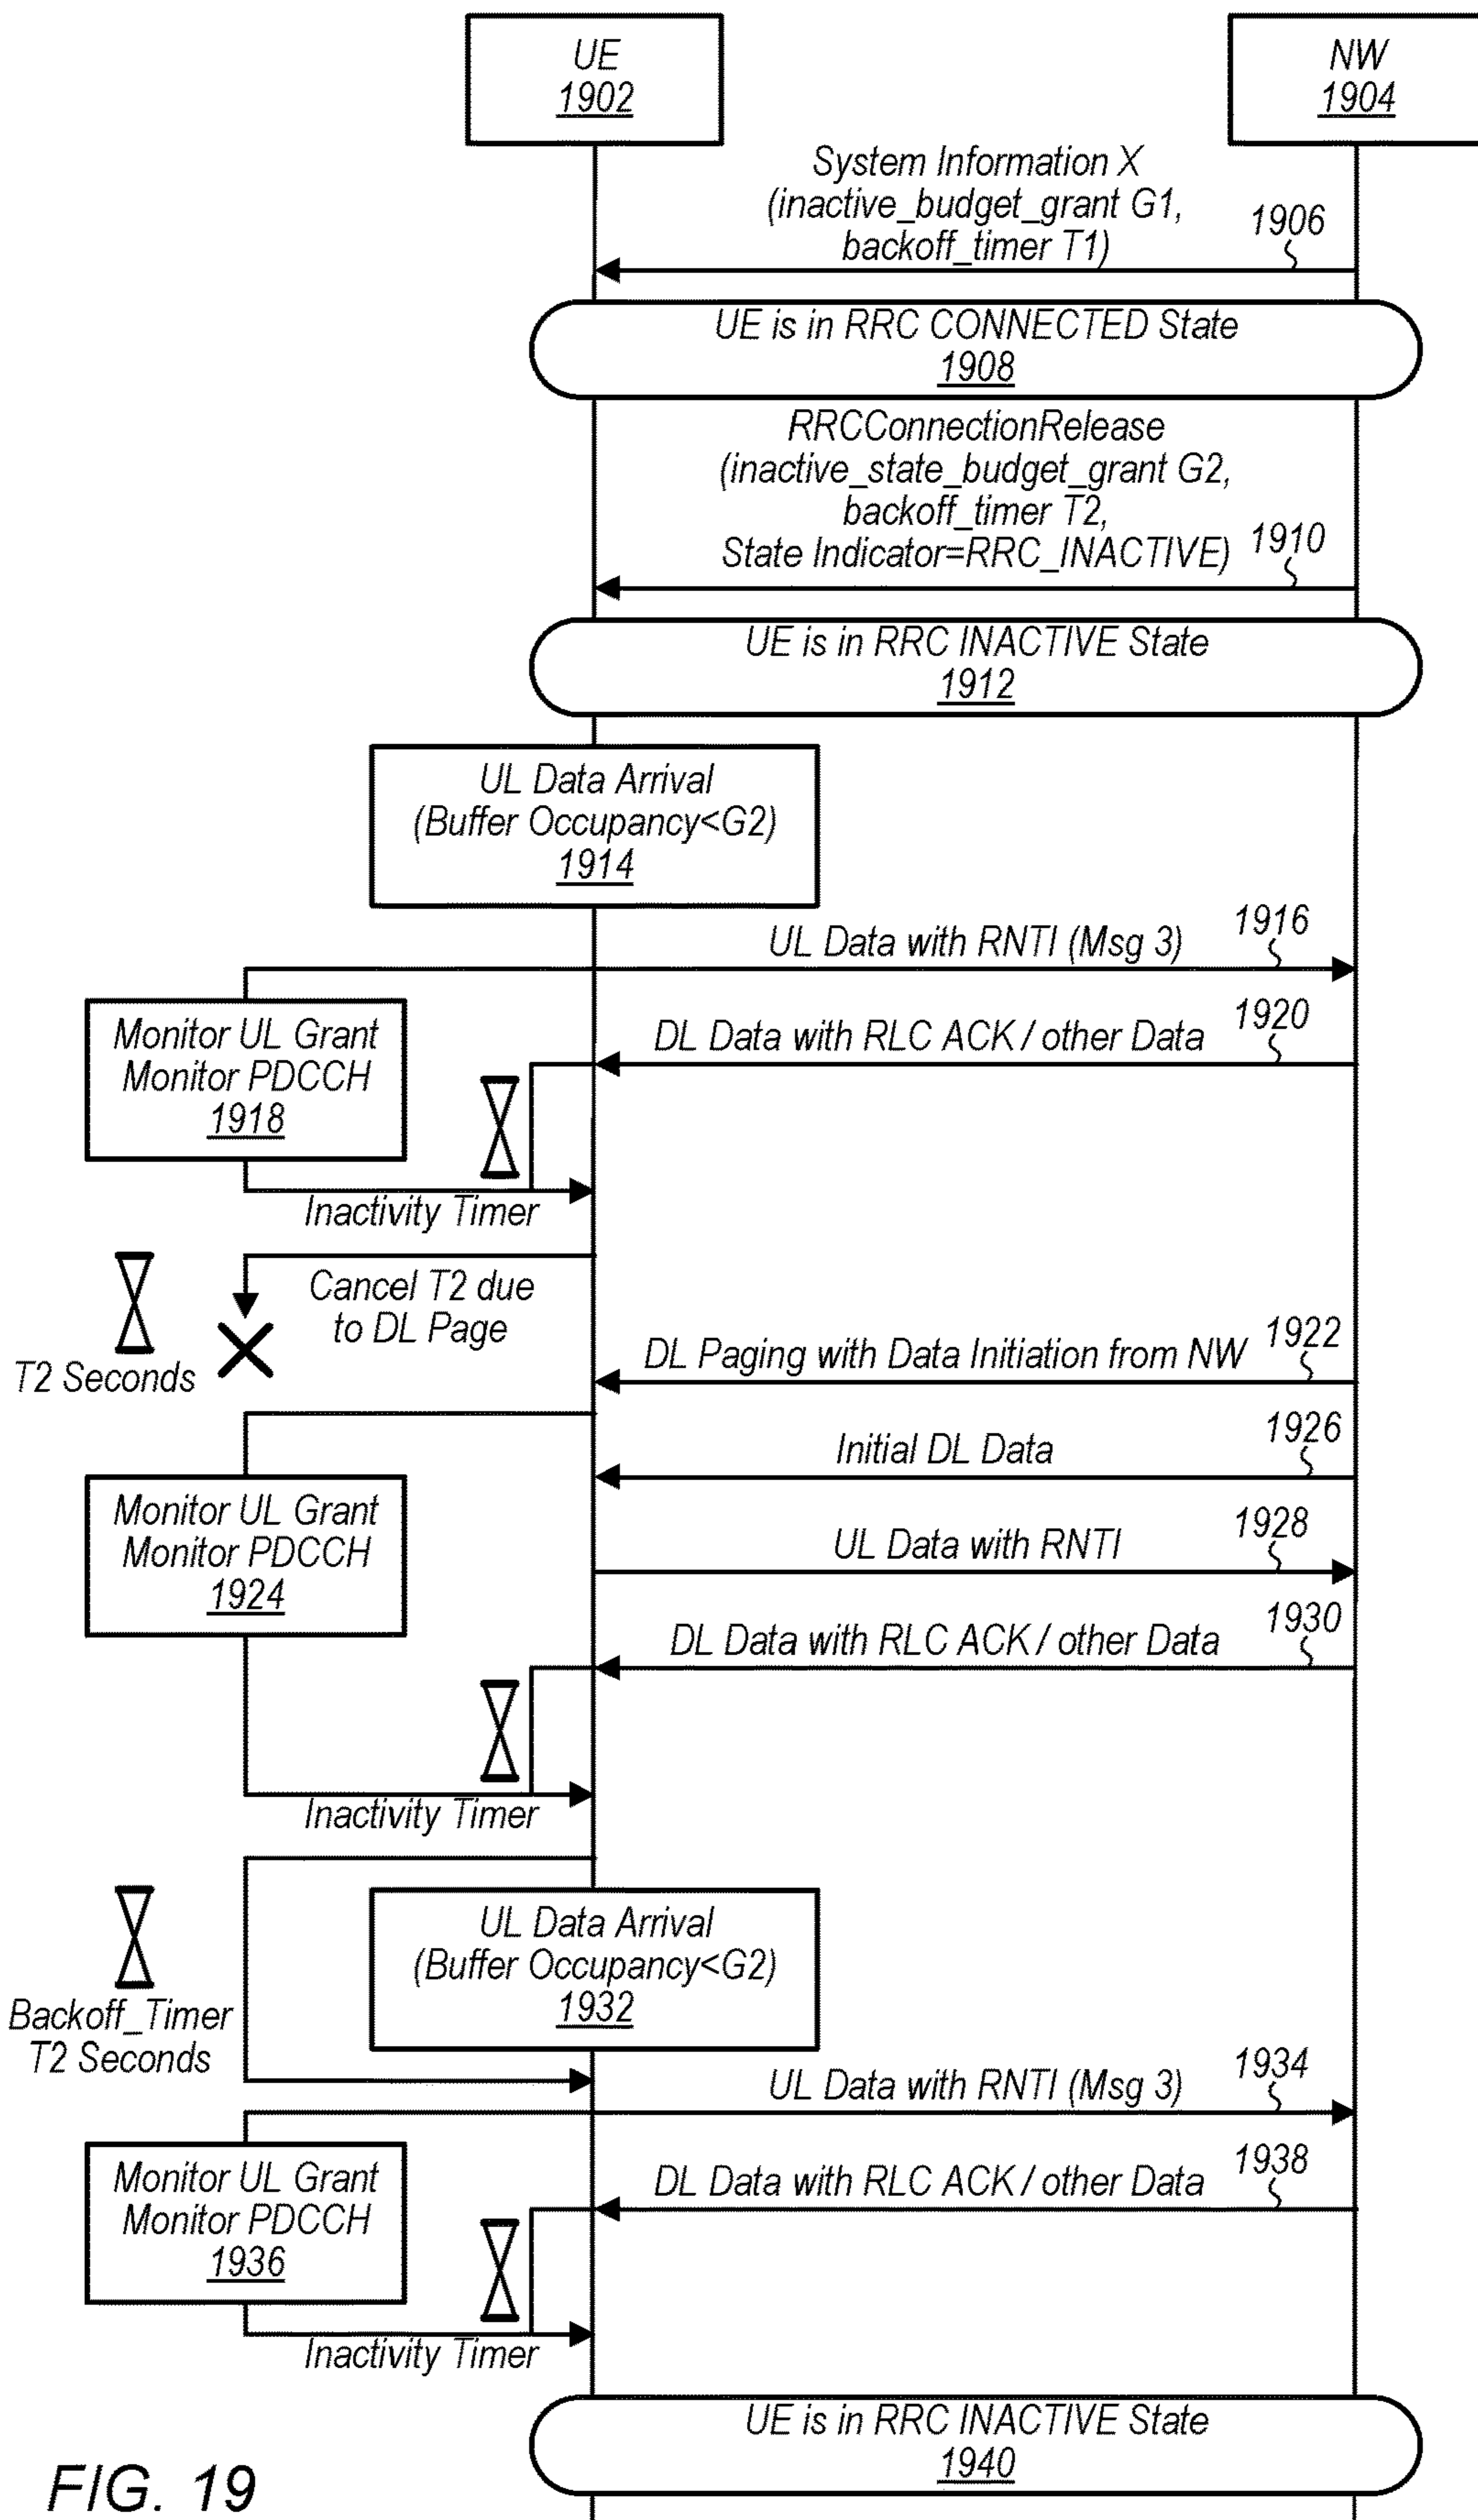 UE
1902
NW
1904
System Information X
(inactive_budget_grant G1,
backoff_timer T1)
1906
UE is in RRC CONNECTED State
1908
RRCConnectionRelease
(inactive_state_budget_grant G2,
backoff_timer T2,
State Indicator=RRC_INACTIVE)
1910
UE is in RRC INACTIVE State
1912
UL Data Arrival
(Buffer Occupancy<G2)
1914
UL Data with RNTI (Msg 3)
1916
Monitor UL Grant
Monitor PDCCH
1918
DL Data with RLC ACK / other Data
1920
Inactivity Timer
T2 Seconds
Cancel T2 due
to DL Page
DL Paging with Data Initiation from NW
1922
Initial DL Data
1926
Monitor UL Grant
Monitor PDCCH
1924
UL Data with RNTI
1928
DL Data with RLC ACK / other Data
1930
Inactivity Timer
Backoff_Timer
T2 Seconds
UL Data Arrival
(Buffer Occupancy<G2)
1932
UL Data with RNTI (Msg 3)
1934
Monitor UL Grant
Monitor PDCCH
1936
DL Data with RLC ACK / other Data
1938
Inactivity Timer
UE is in RRC INACTIVE State
1940
FIG. 19